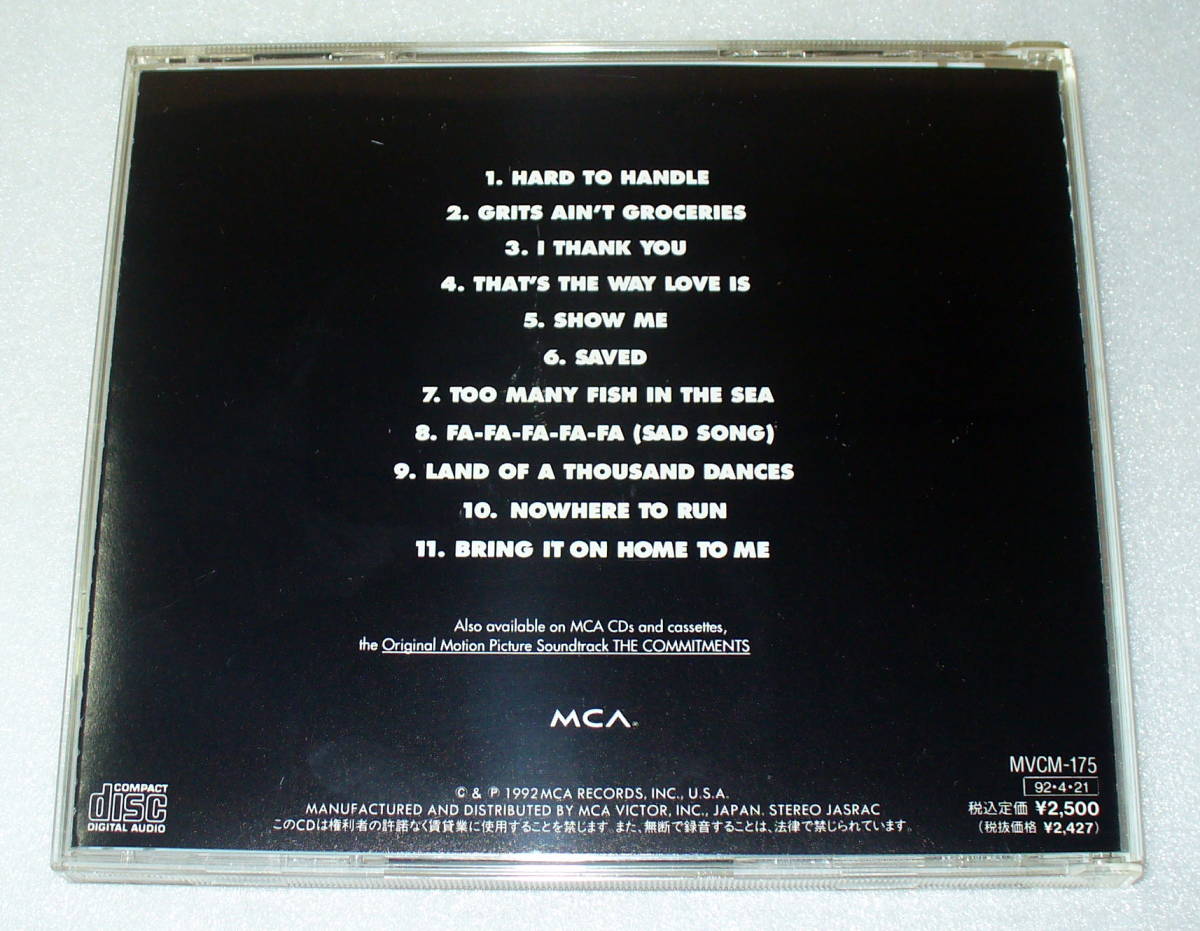 1. HARD TO HANDLE
2. GRITS AIN'T GROCERIES
3. I THANK YOU
4. THAT'S THE WAY LOVE IS
5. SHOW ME
6. SAVED
7. TOO MANY FISH IN THE SEA
8. FA-FA-FA-FA-FA (SAD SONG)
9. LAND OF A THOUSAND DANCES
10. NOWHERE TO RUN
11. BRING IT ON HOME TO ME
Also available on MCA CDs and cassettes,
the Original Motion Picture Soundtrack THE COMMITMENTS
MCA®
COMPACT
disc
DIGITAL AUDIO
© & ℗ 1992 MCA RECORDS, INC., U.S.A.
MANUFACTURED AND DISTRIBUTED BY MCA VICTOR, INC., JAPAN. STEREO JASRAC
このCDは権利者の許諾なく賃貸業に使用することを禁じます。また、無断で録音することは、法律で禁じられています。
MVCM-175
92・4・21
税込定価 ¥2,500
(税抜価格 ¥2,427)